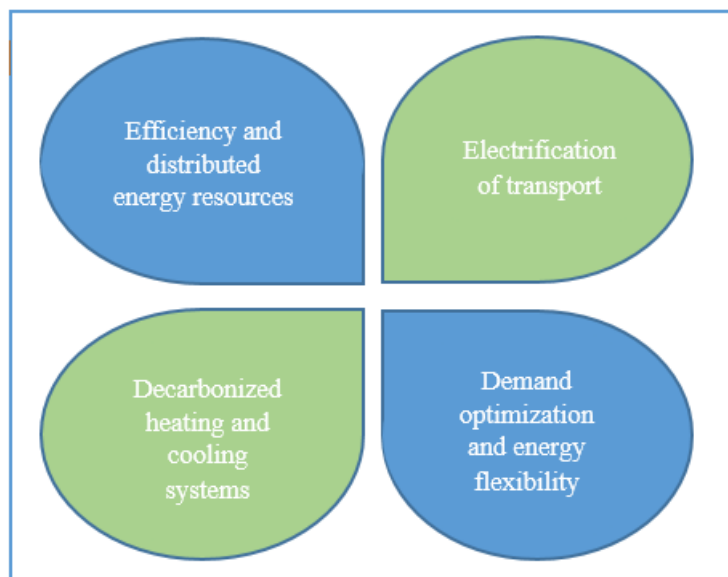 Efficiency and
distributed
energy resources
Electrification
of transport
Decarbonized
heating and
cooling
systems
Demand
optimization
and energy
flexibility